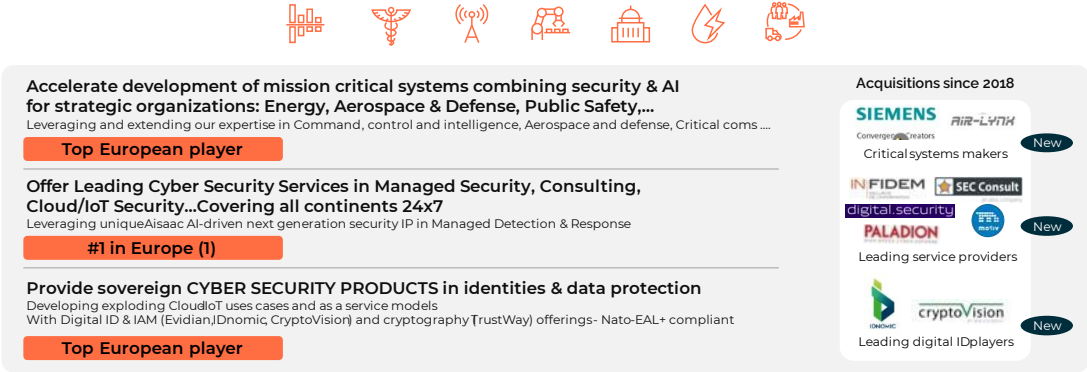 Accelerate development of mission critical systems combining security & AI
for strategic organizations: Energy, Aerospace & Defense, Public Safety,...
Leveraging and extending our expertise in Command, control and intelligence, Aerospace and defense, Critical coms ....
Top European player
Offer Leading Cyber Security Services in Managed Security, Consulting,
Cloud/IoT Security...Covering all continents 24x7
Leveraging uniqueAisaac AI-driven next generation security IP in Managed Detection & Response
#1 in Europe (1)
Provide sovereign CYBER SECURITY PRODUCTS in identities & data protection
Developing exploding CloudIoT uses cases and as a service models
With Digital ID & IAM (Evidian,IDnomic, CryptoVision) and cryptography TrustWay) offerings- Nato-EAL+ compliant
Top European player
Acquisitions since 2018
SIEMENS
AIR-LYNX
Convergence Creators
New
Critical systems makers
IN FIDEM
SEC Consult
digital.security
motiv
PALADION
New
Leading service providers
IDNOMIC
cryptoVision
New
Leading digital IDplayers